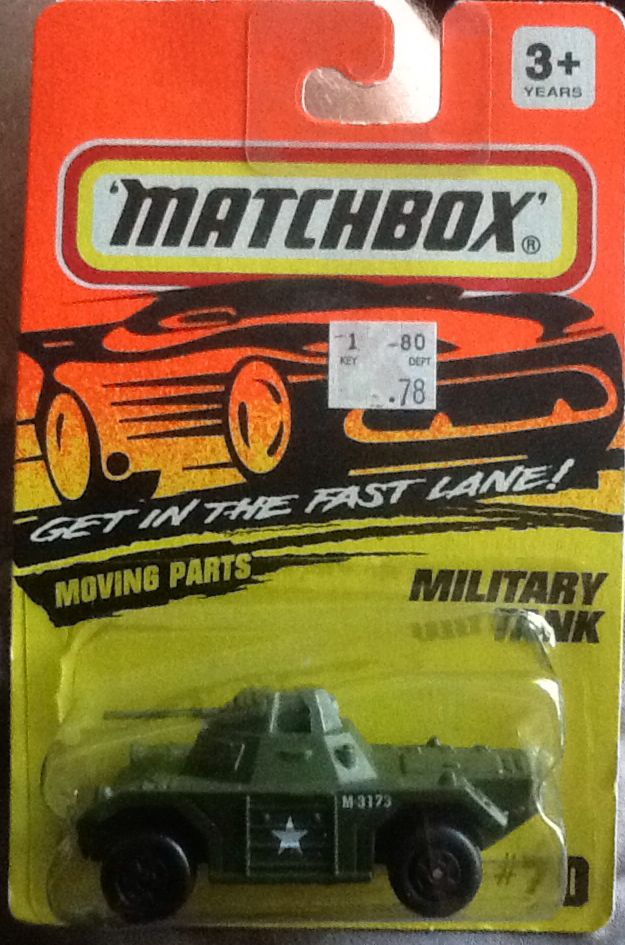 3+
YEARS
'MATCHBOX'®
1 -80
KEY DEPT
.78
GET IN THE FAST LANE!
MOVING PARTS
MILITARY
TANK
M-3173